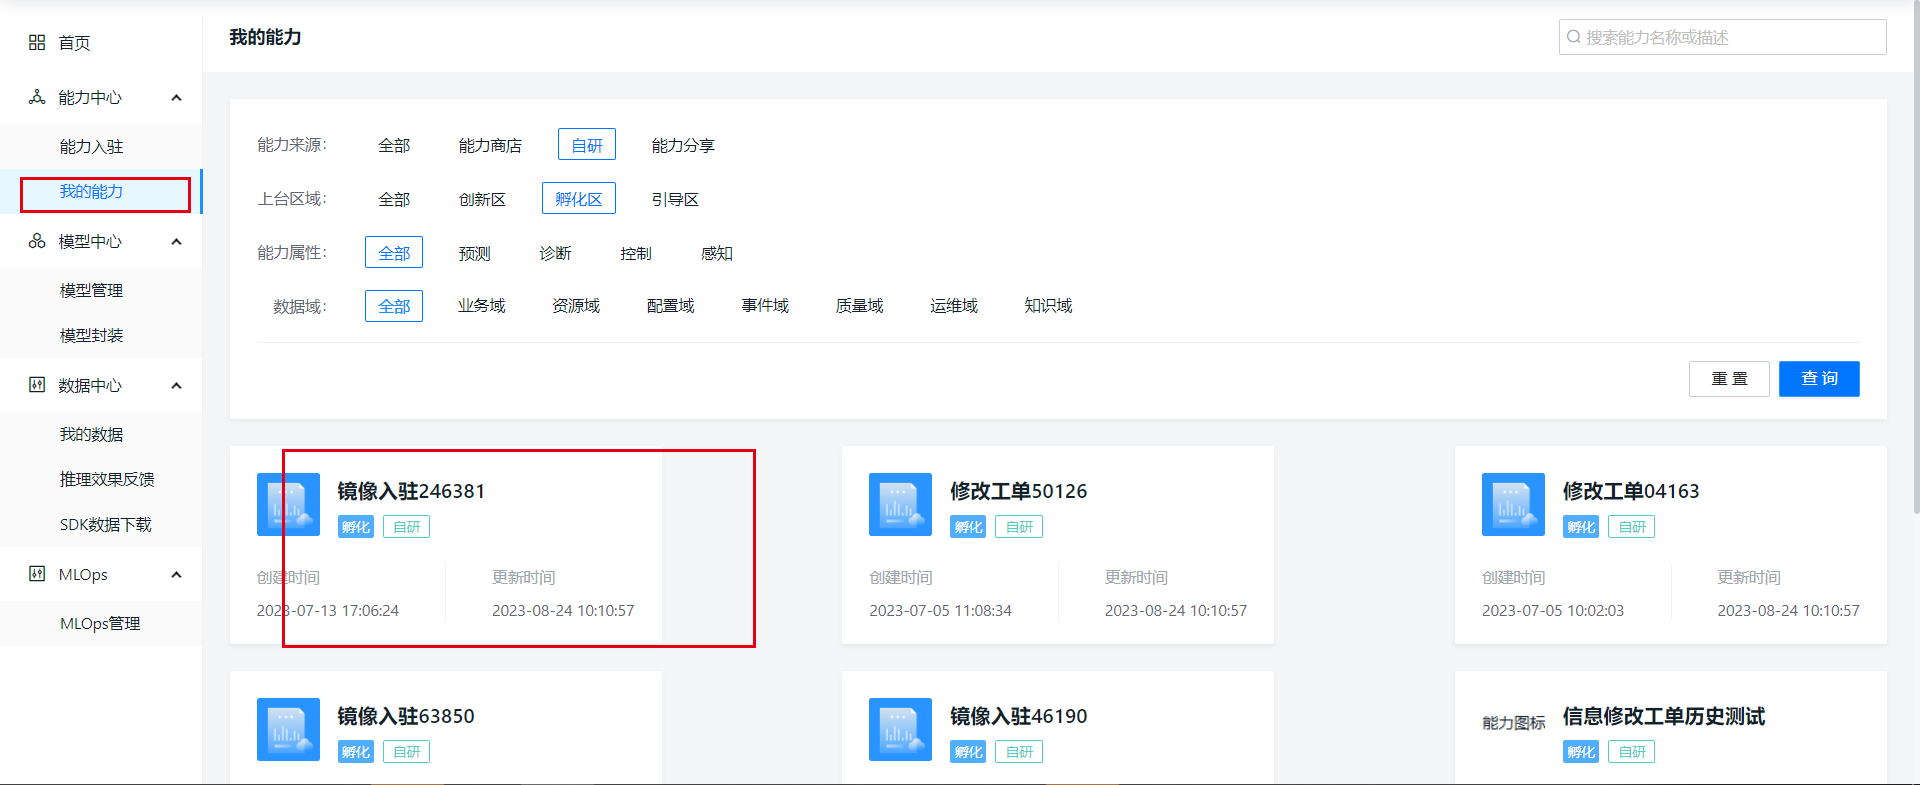 首页
能力中心
能力入驻
我的能力
模型中心
模型管理
模型封装
数据中心
我的数据
推理效果反馈
SDK数据下载
MLOps
MLOps管理
我的能力
搜索能力名称或描述
能力来源: 全部 能力商店 自研 能力分享
上台区域: 全部 创新区 孵化区 引导区
能力属性: 全部 预测 诊断 控制 感知
数据域: 全部 业务域 资源域 配置域 事件域 质量域 运维域 知识域
重置 查询
镜像入驻246381
孵化 自研
创建时间 更新时间
2023-07-13 17:06:24 2023-08-24 10:10:57
修改工单50126
孵化 自研
创建时间 更新时间
2023-07-05 11:08:34 2023-08-24 10:10:57
修改工单04163
孵化 自研
创建时间 更新时间
2023-07-05 10:02:03 2023-08-24 10:10:57
镜像入驻63850
孵化 自研
镜像入驻46190
孵化 自研
能力图标
信息修改工单历史测试
孵化 自研